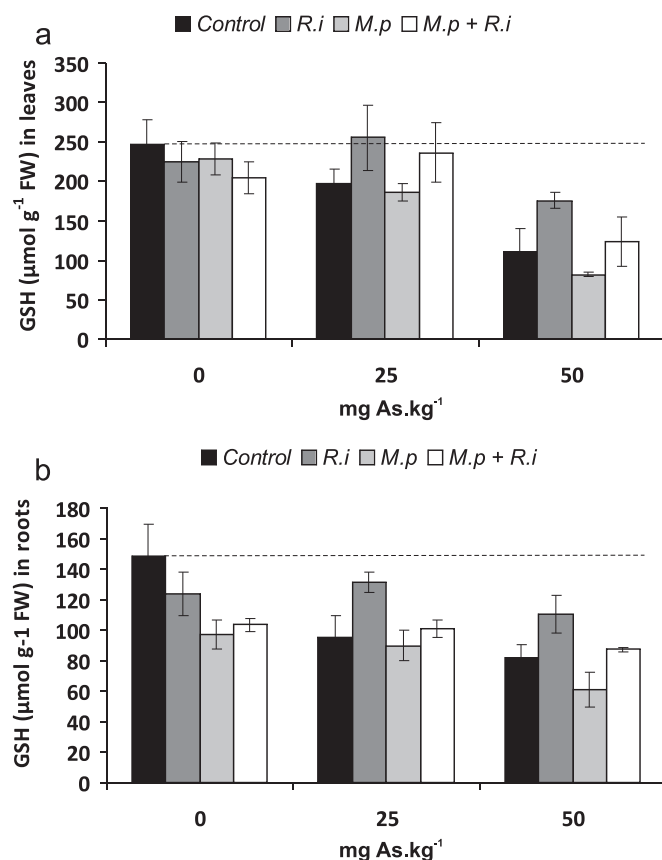 a
Control R.i M.p M.p + R.i
GSH (µmol g-1 FW) in leaves
350
300
250
200
150
100
50
0
0 25 50
mg As.kg-1
b
Control R.i M.p M.p + R.i
GSH (µmol g-1 FW) in roots
180
160
140
120
100
80
60
40
20
0
0 25 50
mg As.kg-1